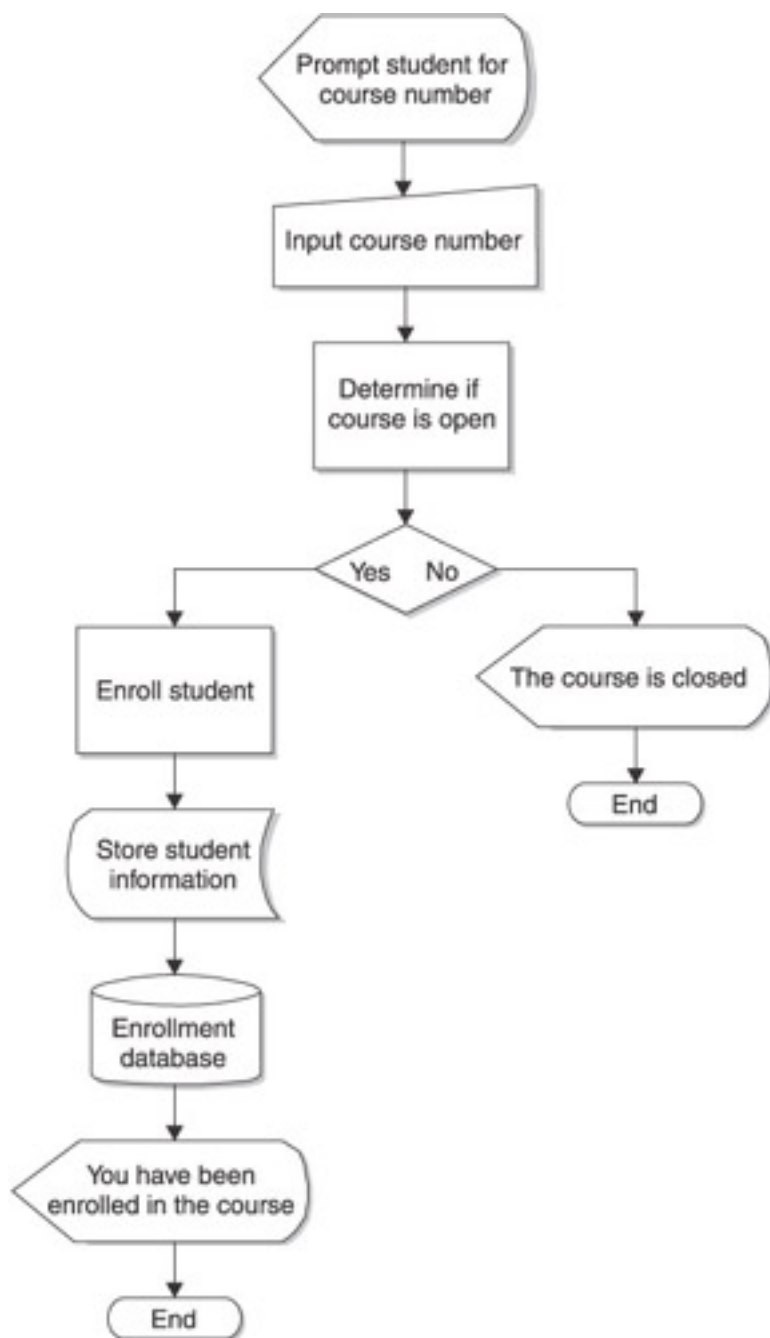 Prompt student for
course number
Input course number
Determine if
course is open
Yes No
Enroll student
The course is closed
End
Store student
information
Enrollment
database
You have been
enrolled in the course
End